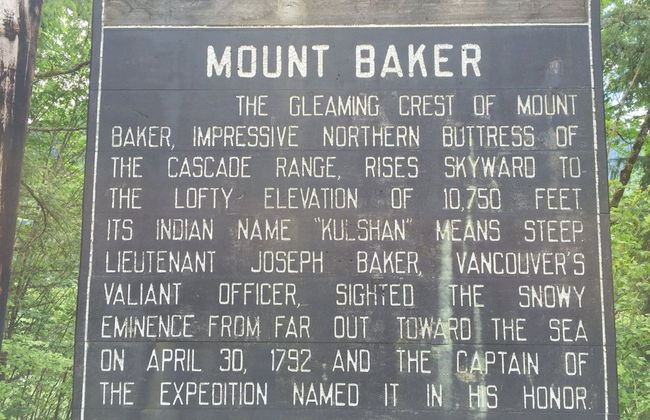 MOUNT BAKER
THE GLEAMING CREST OF MOUNT
BAKER, IMPRESSIVE NORTHERN BUTTRESS OF
THE CASCADE RANGE, RISES SKYWARD TO
THE LOFTY ELEVATION OF 10,750 FEET.
ITS INDIAN NAME "KULSHAN" MEANS STEEP.
LIEUTENANT JOSEPH BAKER, VANCOUVER'S
VALIANT OFFICER, SIGHTED THE SNOWY
EMINENCE FROM FAR OUT TOWARD THE SEA
ON APRIL 30, 1792 AND THE CAPTAIN OF
THE EXPEDITION NAMED IT IN HIS HONOR.